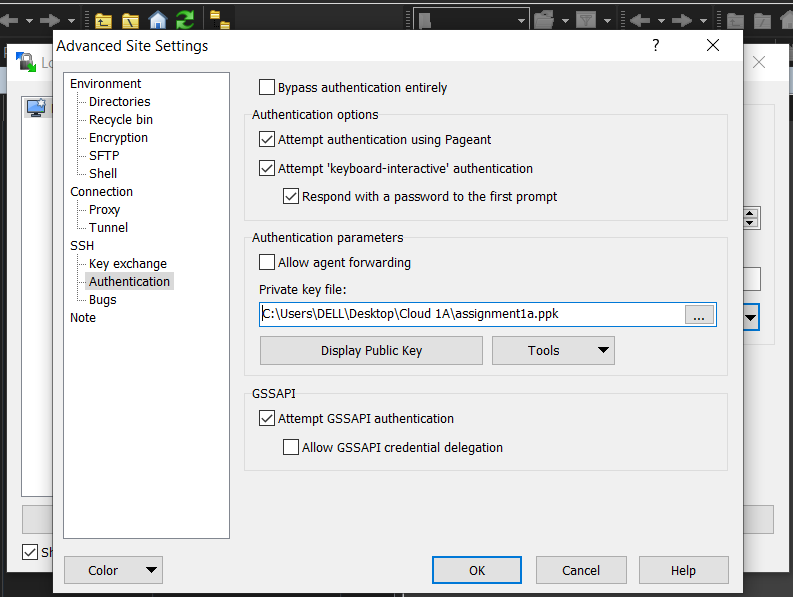 Advanced Site Settings
?
Environment
Directories
Recycle bin
Encryption
SFTP
Shell
Connection
Proxy
Tunnel
SSH
Key exchange
Authentication
Bugs
Note
Bypass authentication entirely
Authentication options
Attempt authentication using Pageant
Attempt 'keyboard-interactive' authentication
Respond with a password to the first prompt
Authentication parameters
Allow agent forwarding
Private key file:
C:\Users\DELL\Desktop\Cloud 1A\assignment1a.ppk
...
Display Public Key
Tools
GSSAPI
Attempt GSSAPI authentication
Allow GSSAPI credential delegation
Color
OK
Cancel
Help